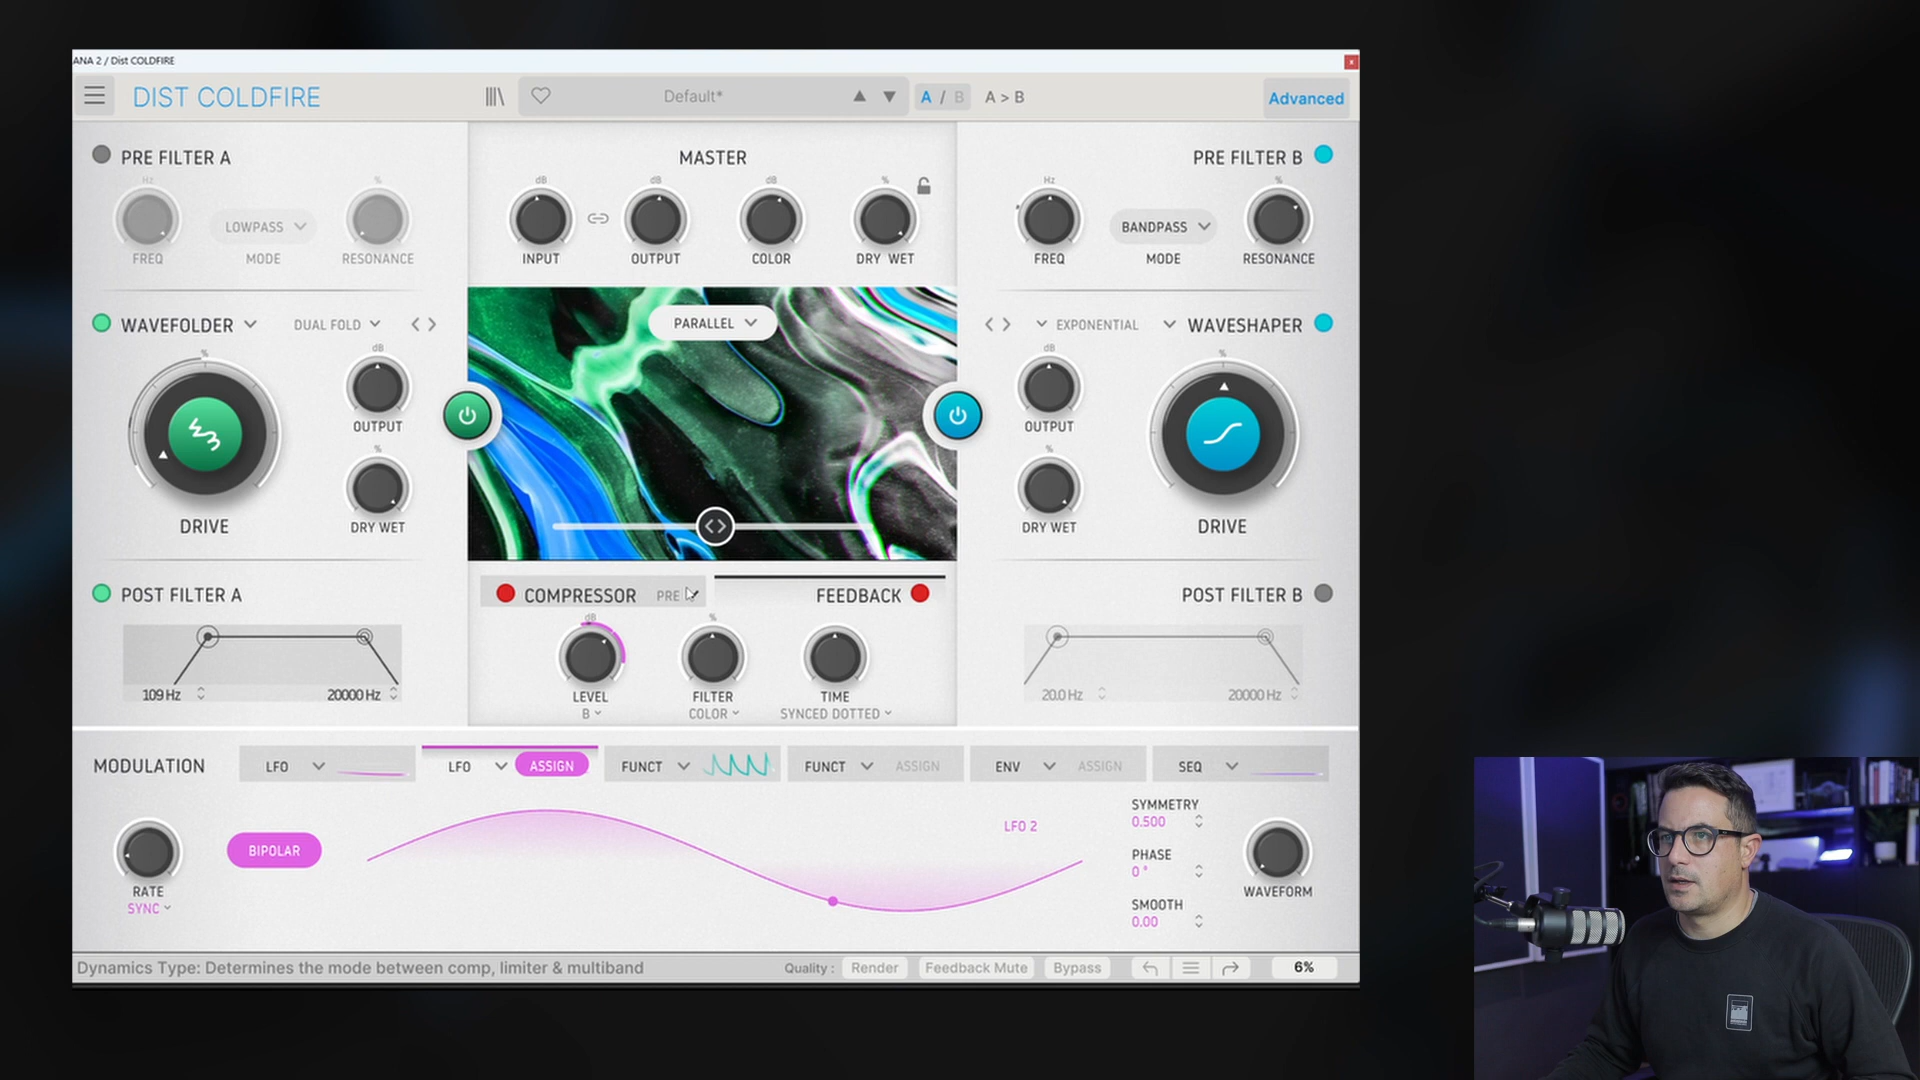 ANA 2 / Dist COLDFIRE
x
DIST COLDFIRE
Default*
A / B
A > B
Advanced
PRE FILTER A
Hz
%
LOWPASS
FREQ
MODE
RESONANCE
MASTER
dB
dB
dB
%
INPUT
OUTPUT
COLOR
DRY WET
PRE FILTER B
Hz
%
BANDPASS
FREQ
MODE
RESONANCE
WAVEFOLDER
DUAL FOLD
%
dB
OUTPUT
%
DRIVE
DRY WET
PARALLEL
EXPONENTIAL
WAVESHAPER
dB
%
OUTPUT
%
DRY WET
DRIVE
POST FILTER A
109 Hz
20000 Hz
COMPRESSOR
PRE
FEEDBACK
dB
%
LEVEL
FILTER
TIME
B
COLOR
SYNCED DOTTED
POST FILTER B
20.0 Hz
20000 Hz
MODULATION
LFO
LFO
ASSIGN
FUNCT
FUNCT
ASSIGN
ENV
ASSIGN
SEQ
RATE
SYNC
BIPOLAR
LFO 2
SYMMETRY
0.500
PHASE
0 °
SMOOTH
0.00
WAVEFORM
Dynamics Type: Determines the mode between comp, limiter & multiband
Quality :
Render
Feedback Mute
Bypass
6%